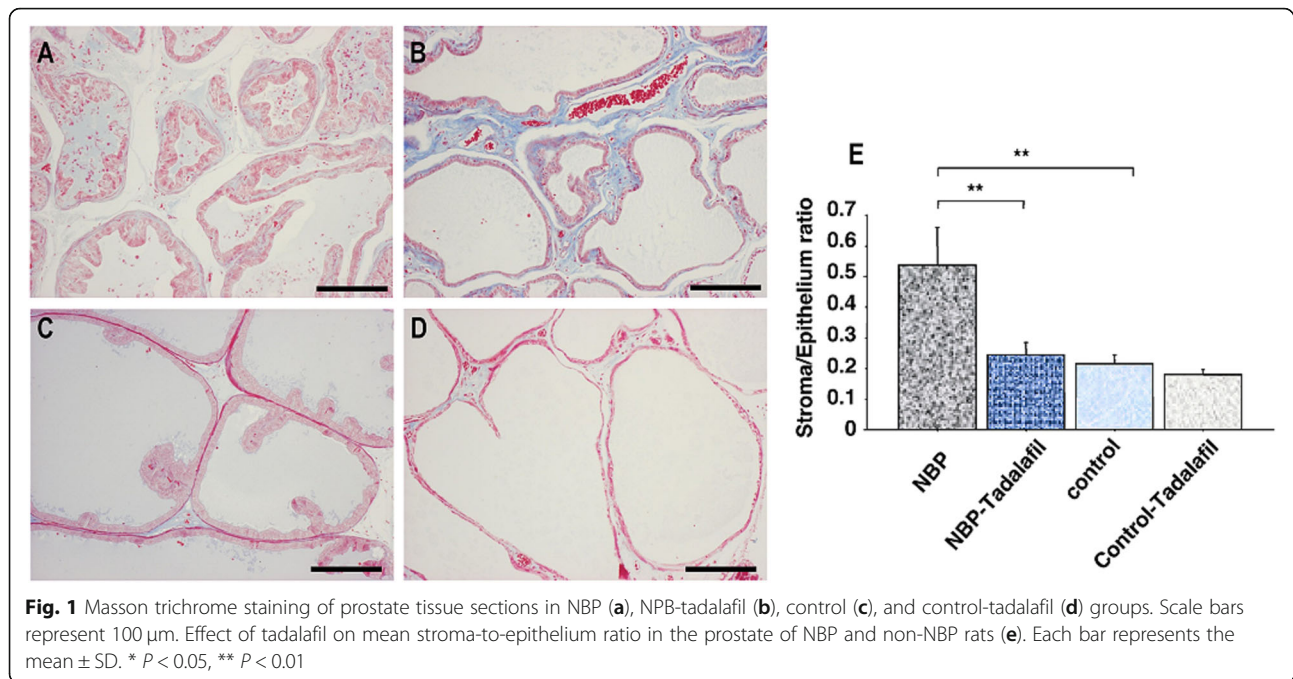 A
B
C
D
E
**
**
Stroma/Epithelium ratio
0.7
0.6
0.5
0.4
0.3
0.2
0.1
0
NBP
NBP-Tadalafil
control
Control-Tadalafil
Fig. 1 Masson trichrome staining of prostate tissue sections in NBP (a), NPB-tadalafil (b), control (c), and control-tadalafil (d) groups. Scale bars
represent 100 μm. Effect of tadalafil on mean stroma-to-epithelium ratio in the prostate of NBP and non-NBP rats (e). Each bar represents the
mean ± SD. * P < 0.05, ** P < 0.01